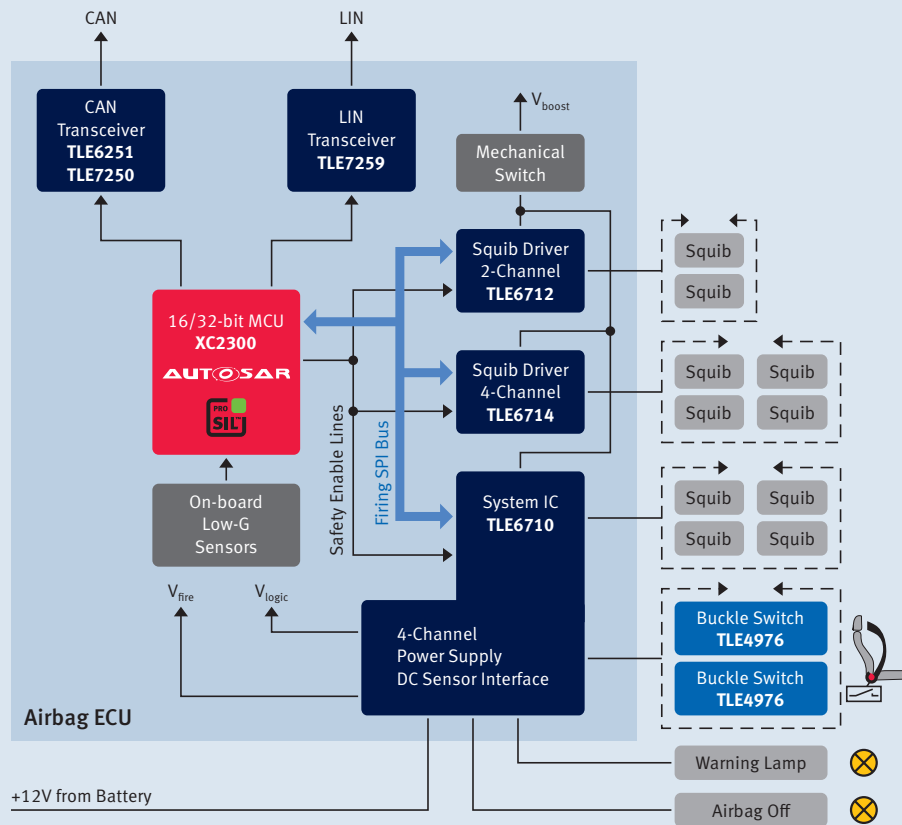 CAN
LIN
CAN
Transceiver
TLE6251
TLE7250
LIN
Transceiver
TLE7259
V boost
Mechanical
Switch
Squib Driver
2-Channel
TLE6712
Squib
Squib
16/32-bit MCU
XC2300
AUTOSAR
PRO
SIL™
Squib Driver
4-Channel
TLE6714
Squib
Squib
Squib
Squib
Safety Enable Lines
Firing SPI Bus
On-board
Low-G
Sensors
System IC
TLE6710
Squib
Squib
Squib
Squib
V fire
V logic
4-Channel
Power Supply
DC Sensor Interface
Buckle Switch
TLE4976
Buckle Switch
TLE4976
Airbag ECU
Warning Lamp
+12V from Battery
Airbag Off